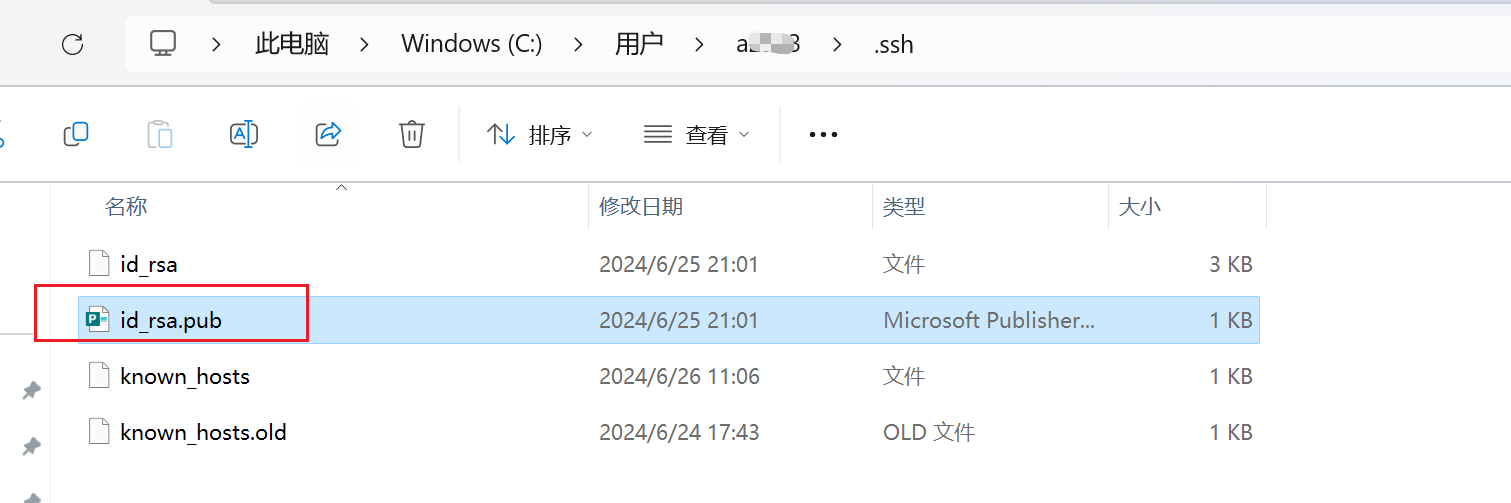 此电脑 > Windows (C:) > 用户 > > .ssh
排序 查看
名称 修改日期 类型 大小
id_rsa 2024/6/25 21:01 文件 3 KB
id_rsa.pub 2024/6/25 21:01 Microsoft Publisher... 1 KB
known_hosts 2024/6/26 11:06 文件 1 KB
known_hosts.old 2024/6/24 17:43 OLD 文件 1 KB